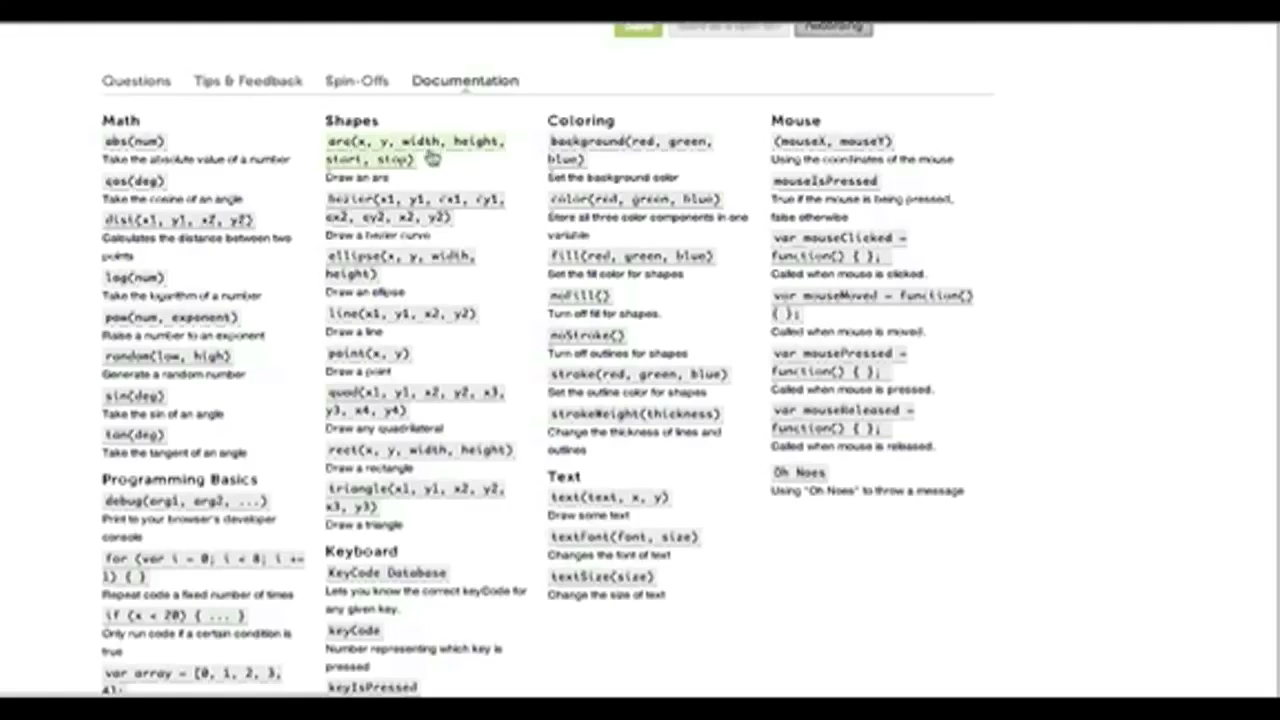 Questions Tips & Feedback Spin-Offs Documentation
Math
abs(num)
Take the absolute value of a number
cos(deg)
Take the cosine of an angle
dist(x1, y1, x2, y2)
Calculates the distance between two
points
log(num)
Take the logarithm of a number
pow(num, exponent)
Raise a number to an exponent
random(low, high)
Generate a random number
sin(deg)
Take the sin of an angle
tan(deg)
Take the tangent of an angle
Programming Basics
debug(arg1, arg2, ...)
Print to your browser's developer
console
for (var i = 0; i < 8; i +=
1) { }
Repeat code a fixed number of times
if (x < 20) { ... }
Only run code if a certain condition is
true
var array = [0, 1, 2, 3,
4];
Shapes
arc(x, y, width, height,
start, stop)
Draw an arc
bezier(x1, y1, cx1, cy1,
cx2, cy2, x2, y2)
Draw a bezier curve
ellipse(x, y, width,
height)
Draw an ellipse
line(x1, y1, x2, y2)
Draw a line
point(x, y)
Draw a point
quad(x1, y1, x2, y2, x3,
y3, x4, y4)
Draw any quadrilateral
rect(x, y, width, height)
Draw a rectangle
triangle(x1, y1, x2, y2,
x3, y3)
Draw a triangle
Keyboard
KeyCode Database
Lets you know the correct keyCode for
any given key.
keyCode
Number representing which key is
pressed
keyIsPressed
Coloring
background(red, green,
blue)
Set the background color
color(red, green, blue)
Store all three color components in one
variable
fill(red, green, blue)
Set the fill color for shapes
noFill()
Turn off fill for shapes.
noStroke()
Turn off outlines for shapes
stroke(red, green, blue)
Set the outline color for shapes
strokeWeight(thickness)
Change the thickness of lines and
outlines
Text
text(text, x, y)
Draw some text
textFont(font, size)
Changes the font of text
textSize(size)
Change the size of text
Mouse
(mouseX, mouseY)
Using the coordinates of the mouse
mouseIsPressed
True if the mouse is being pressed,
false otherwise
var mouseClicked =
function() { };
Called when mouse is clicked.
var mouseMoved = function()
{ };
Called when mouse is moved.
var mousePressed =
function() { };
Called when mouse is pressed.
var mouseReleased =
function() { };
Called when mouse is released.
Oh Noes
Using "Oh Noes" to throw a message